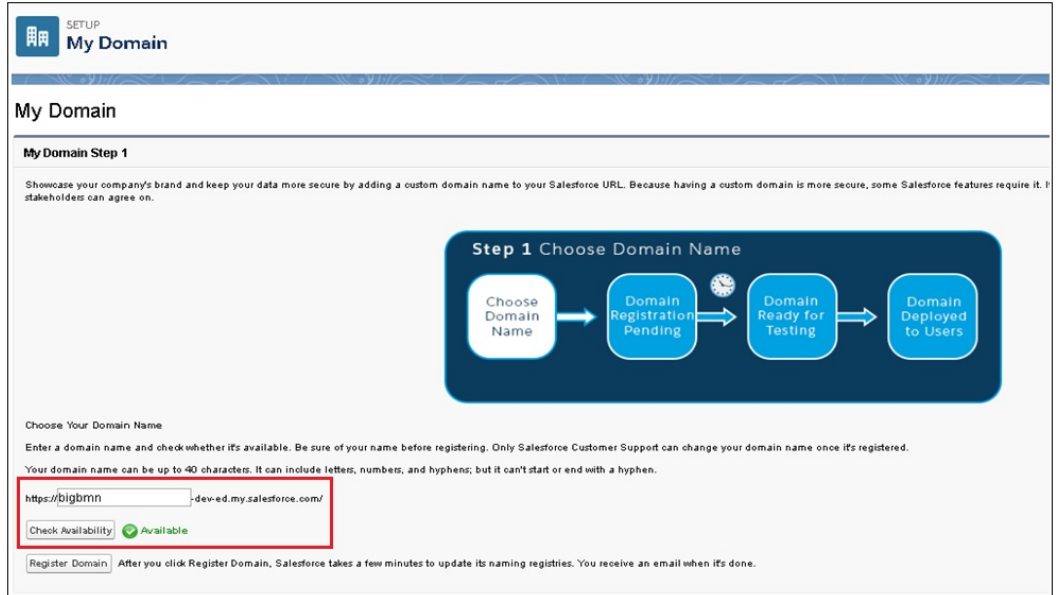 SETUP
My Domain
My Domain
My Domain Step 1
Showcase your company's brand and keep your data more secure by adding a custom domain name to your Salesforce URL. Because having a custom domain is more secure, some Salesforce features require it.
stakeholders can agree on.
Step 1 Choose Domain Name
Choose
Domain
Name
Domain
Registration
Pending
Domain
Ready for
Testing
Domain
Deployed
to Users
Choose Your Domain Name
Enter a domain name and check whether it's available. Be sure of your name before registering. Only Salesforce Customer Support can change your domain name once it's registered.
Your domain name can be up to 40 characters. It can include letters, numbers, and hyphens; but it can't start or end with a hyphen.
https://bigbmn-dev-ed.my.salesforce.com/
Check Availability Available
Register Domain After you click Register Domain, Salesforce takes a few minutes to update its naming registries. You receive an email when it's done.